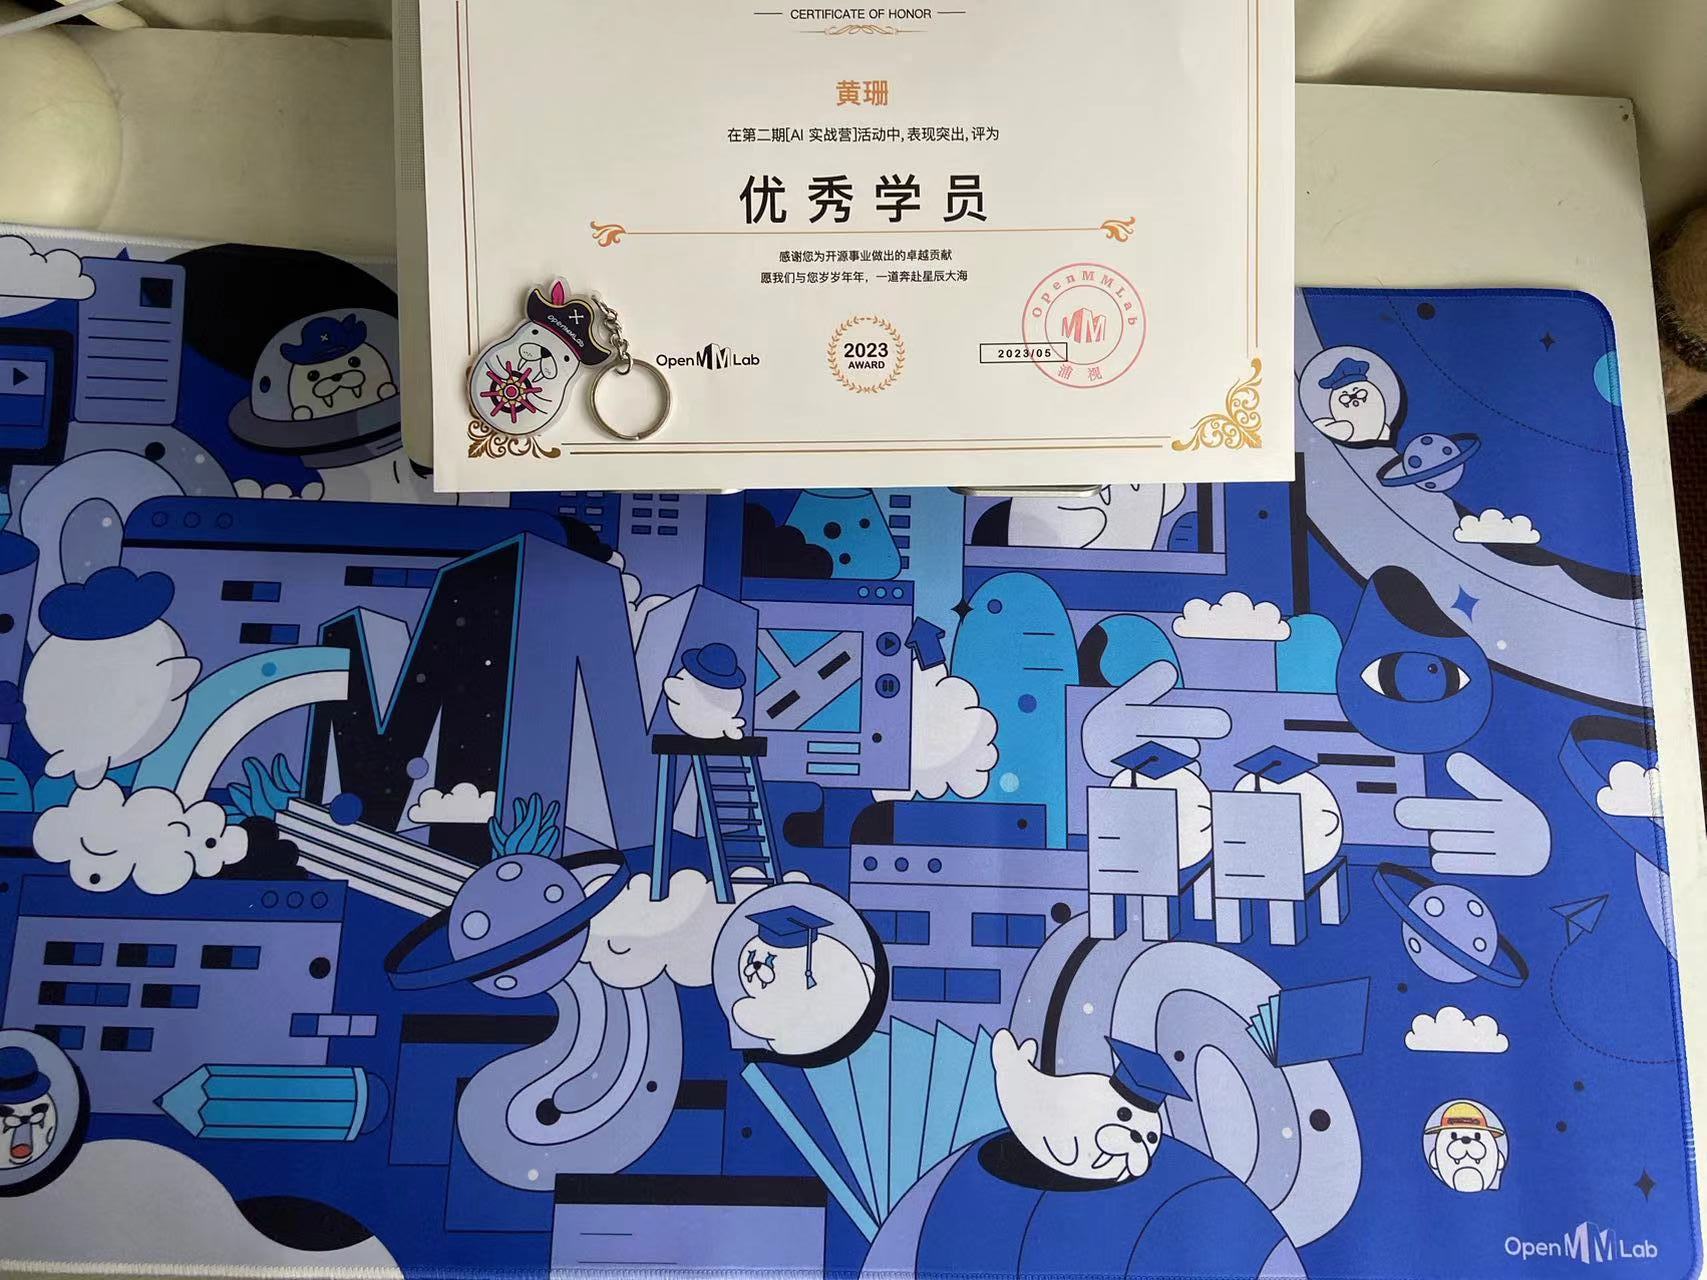 CERTIFICATE OF HONOR
黄珊
在第二期[AI 实战营]活动中,表现突出,评为
优秀学员
感谢您为开源事业做出的卓越贡献
愿我们与您岁岁年年，一道奔赴星辰大海
OpenMMLab
OpenMMLab
2023
AWARD
2023/05
OpenMMLab
浦视
OpenMMLab